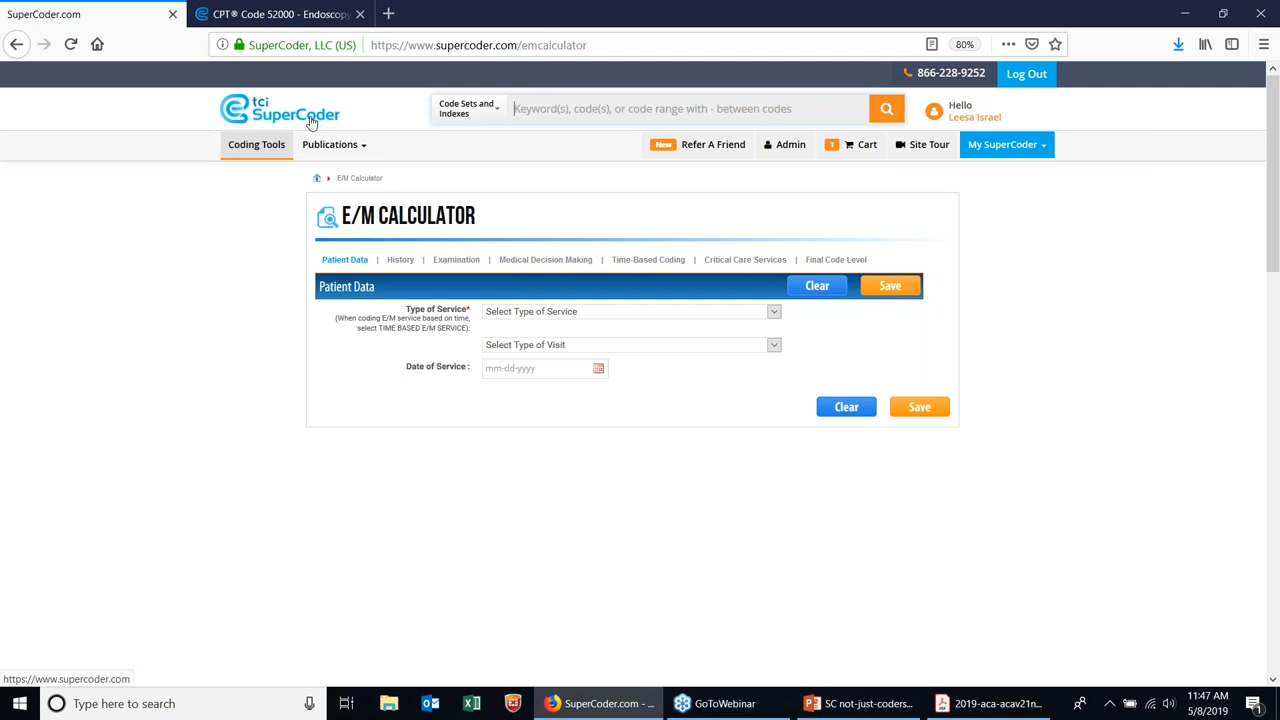 SuperCoder.com
CPT® Code 52000 - Endoscopy
SuperCoder, LLC (US)
https://www.supercoder.com/emcalculator
80%
866-228-9252
Log Out
tci
SuperCoder
Code Sets and Indexes
Keyword(s), code(s), or code range with - between codes
Hello
Leesa Israel
Coding Tools
Publications
New Refer A Friend
Admin
1 Cart
Site Tour
My SuperCoder
E/M Calculator
E/M CALCULATOR
Patient Data | History | Examination | Medical Decision Making | Time-Based Coding | Critical Care Services | Final Code Level
Patient Data
Clear
Save
Type of Service*
(When coding E/M service based on time,
select TIME BASED E/M SERVICE):
Select Type of Service
Select Type of Visit
Date of Service :
mm-dd-yyyy
Clear
Save
https://www.supercoder.com
Type here to search
SuperCoder.com - ...
GoToWebinar
SC not-just-coders...
2019-aca-acav21n...
11:47 AM
5/8/2019
1